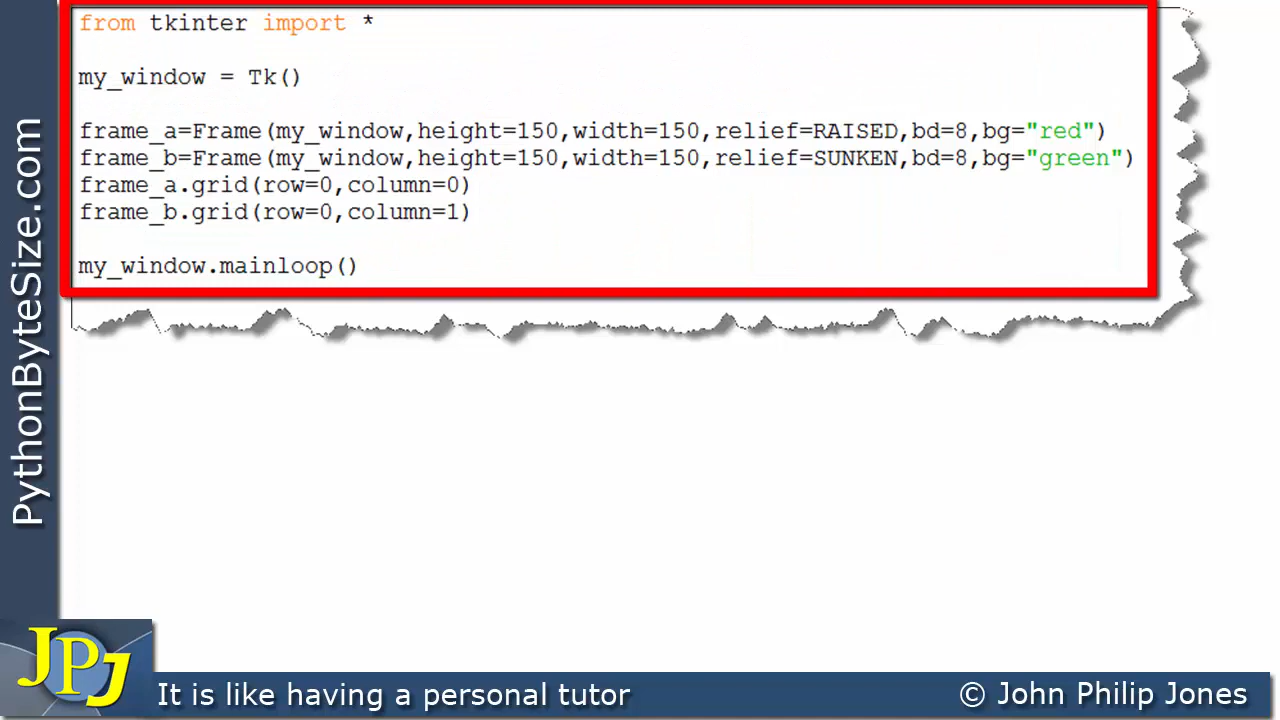 from tkinter import *
my_window = Tk()
frame_a=Frame(my_window,height=150,width=150,relief=RAISED,bd=8,bg="red")
frame_b=Frame(my_window,height=150,width=150,relief=SUNKEN,bd=8,bg="green")
frame_a.grid(row=0,column=0)
frame_b.grid(row=0,column=1)
my_window.mainloop()
PythonByteSize.com
JPJ
It is like having a personal tutor
© John Philip Jones